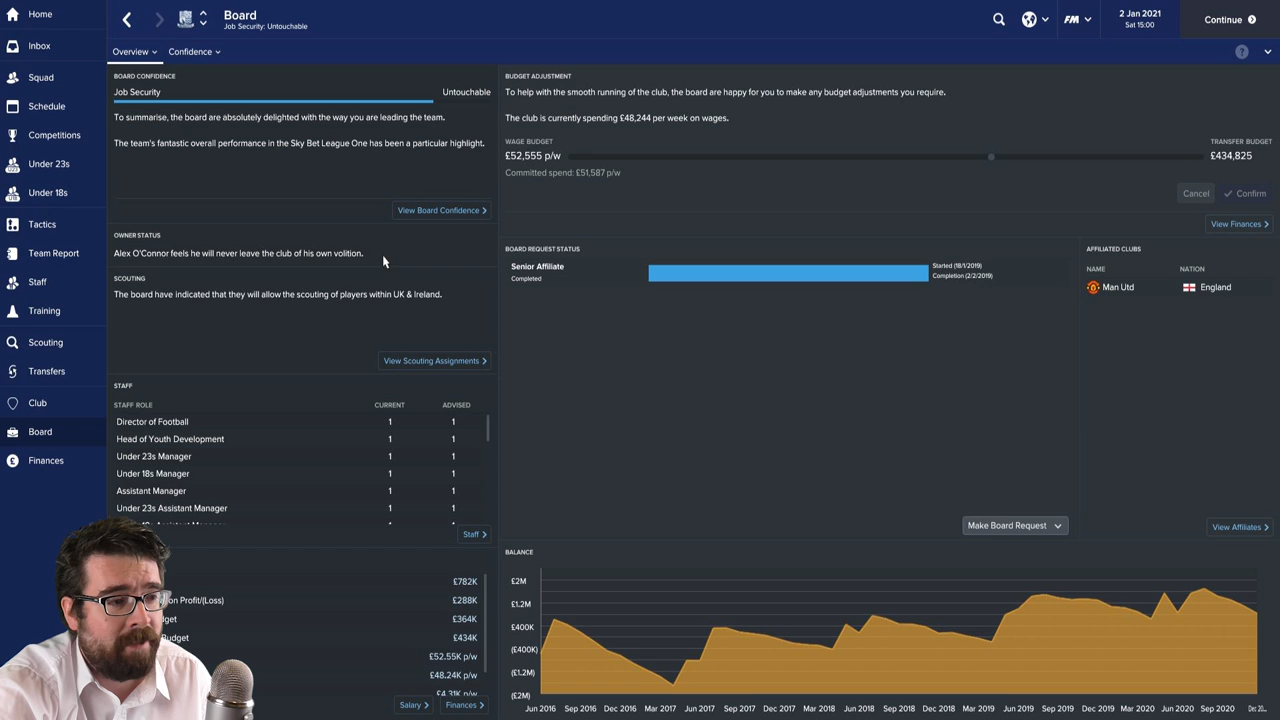 Home
Inbox
Squad
Schedule
Competitions
Under 23s
Under 18s
Tactics
Team Report
Staff
Training
Scouting
Transfers
Club
Board
Finances
Board
Job Security: Untouchable
FM
2 Jan 2021
Sat 15:00
Continue
Overview
Confidence
?
BOARD CONFIDENCE
Job Security Untouchable
To summarise, the board are absolutely delighted with the way you are leading the team.
The team's fantastic overall performance in the Sky Bet League One has been a particular highlight.
View Board Confidence
OWNER STATUS
Alex O'Connor feels he will never leave the club of his own volition.
SCOUTING
The board have indicated that they will allow the scouting of players within UK & Ireland.
View Scouting Assignments
STAFF
STAFF ROLE CURRENT ADVISED
Director of Football 1 1
Head of Youth Development 1 1
Under 23s Manager 1 1
Under 18s Manager 1 1
Assistant Manager 1 1
Under 23s Assistant Manager 1 1
Staff
£782K
on Profit/(Loss) £288K
get £364K
Budget £434K
£52.55K p/w
£48.24K p/w
£4.31K p/w
Salary
Finances
BUDGET ADJUSTMENT
To help with the smooth running of the club, the board are happy for you to make any budget adjustments you require.
The club is currently spending £48,244 per week on wages.
WAGE BUDGET TRANSFER BUDGET
£52,555 p/w £434,825
Committed spend: £51,587 p/w
Cancel
Confirm
View Finances
BOARD REQUEST STATUS
Senior Affiliate
Completed
Started (18/1/2019)
Completion (2/2/2019)
Make Board Request
AFFILIATED CLUBS
NAME NATION
Man Utd England
View Affiliates
BALANCE
£2M
£1.2M
£400K
(£400K)
(£1.2M)
(£2M)
Jun 2016 Sep 2016 Dec 2016 Mar 2017 Jun 2017 Sep 2017 Dec 2017 Mar 2018 Jun 2018 Sep 2018 Dec 2018 Mar 2019 Jun 2019 Sep 2019 Dec 2019 Mar 2020 Jun 2020 Sep 2020 Dec 20...